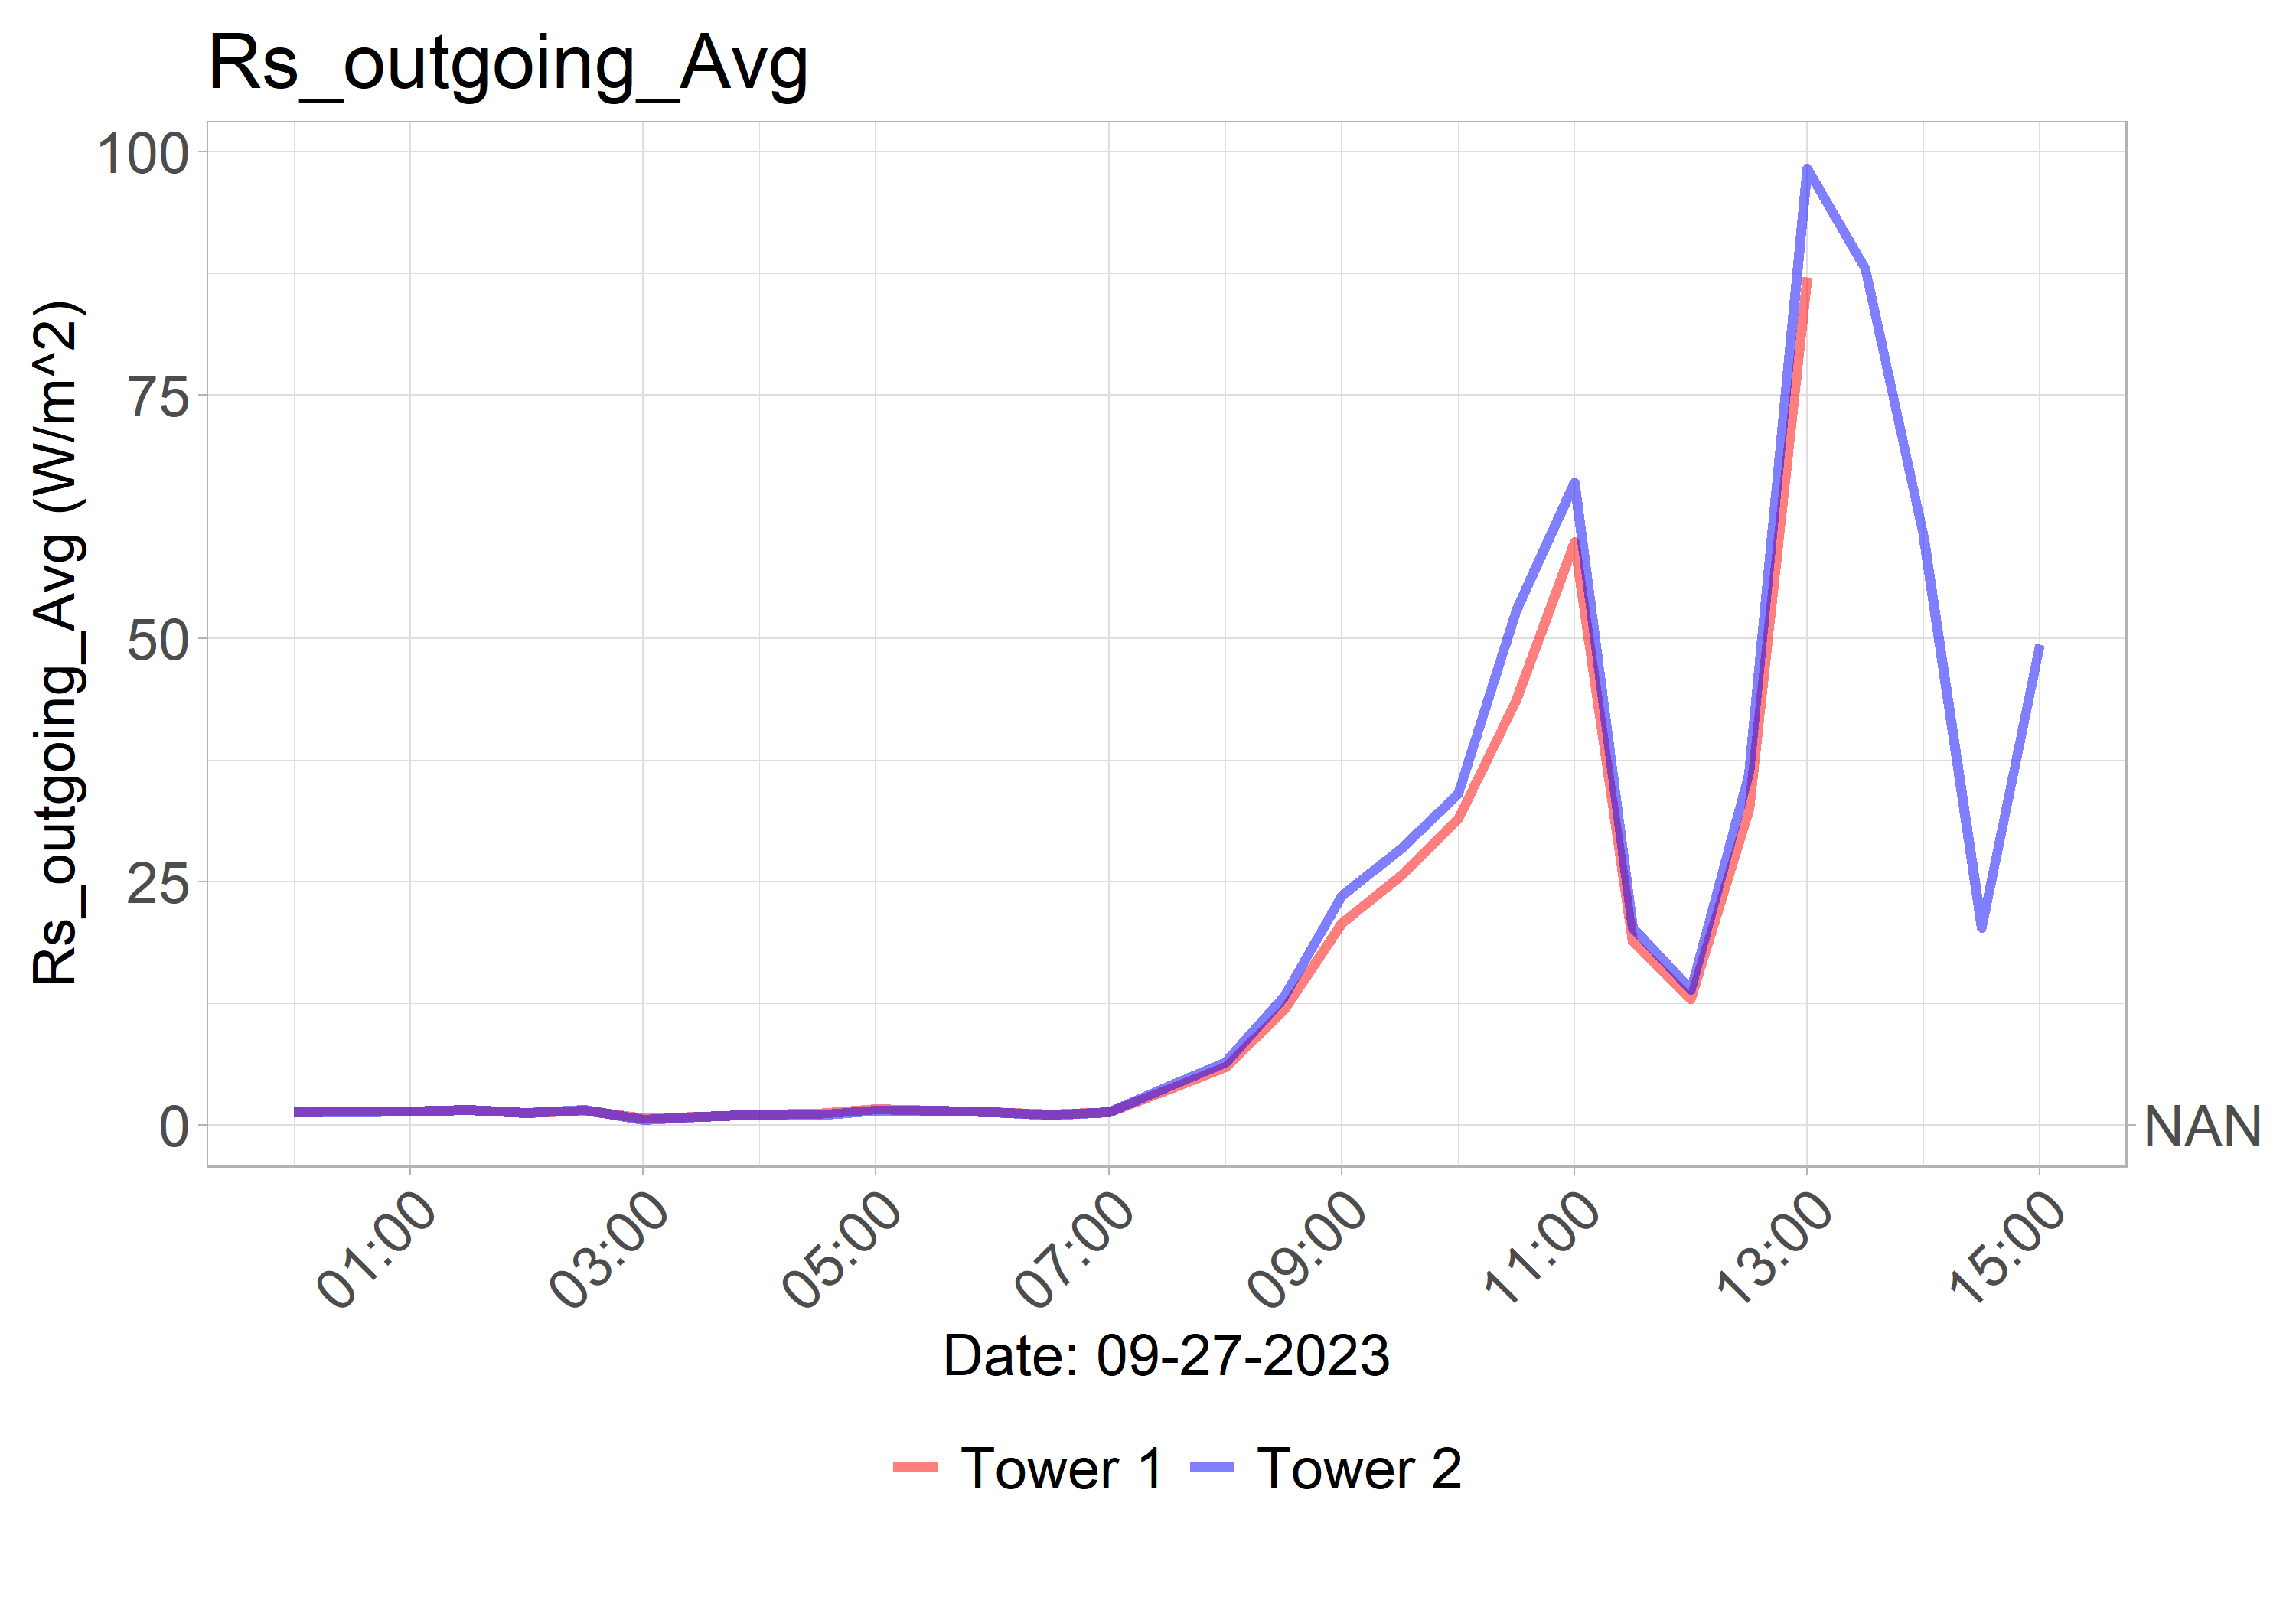 Rs_outgoing_Avg
Rs_outgoing_Avg (W/m^2)
100
75
50
25
0
NAN
01:00
03:00
05:00
07:00
09:00
11:00
13:00
15:00
Date: 09-27-2023
Tower 1
Tower 2